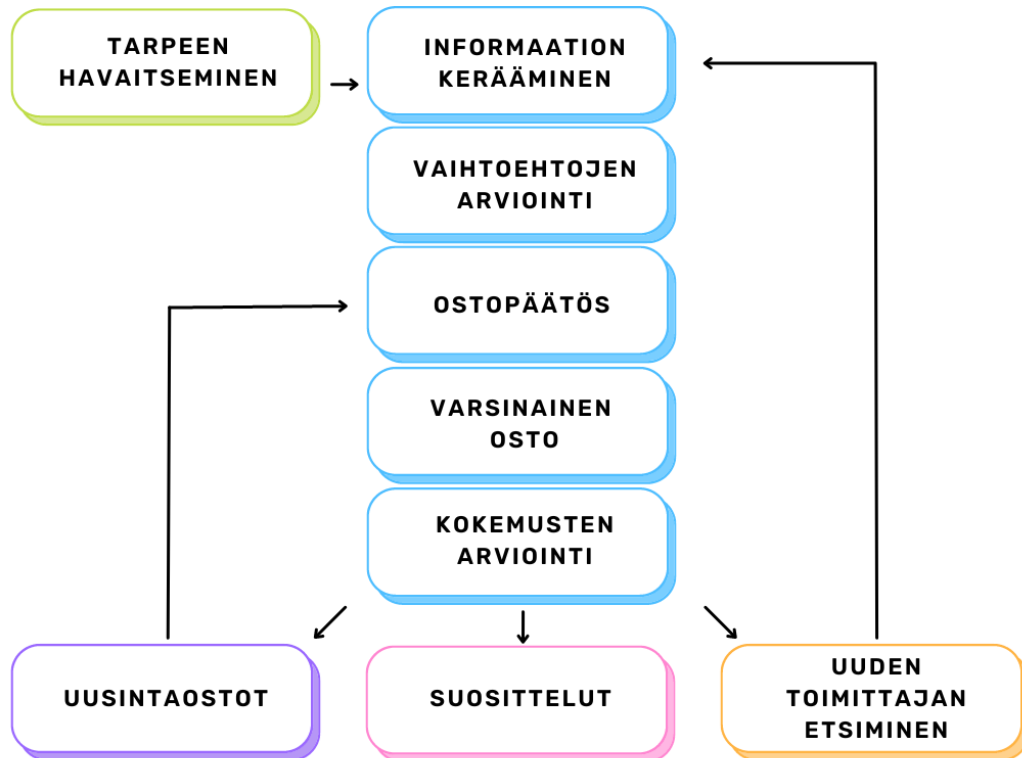 TARPEEN
HAVAITSEMINEN
INFORMAATION
KERÄÄMINEN
VAIHTOEHTOJEN
ARVIOINTI
OSTOPÄÄTÖS
VARSINAINEN
OSTO
KOKEMUSTEN
ARVIOINTI
UUSINTAOSTOT
SUOSITTELUT
UUDEN
TOIMITTAJAN
ETSIMINEN